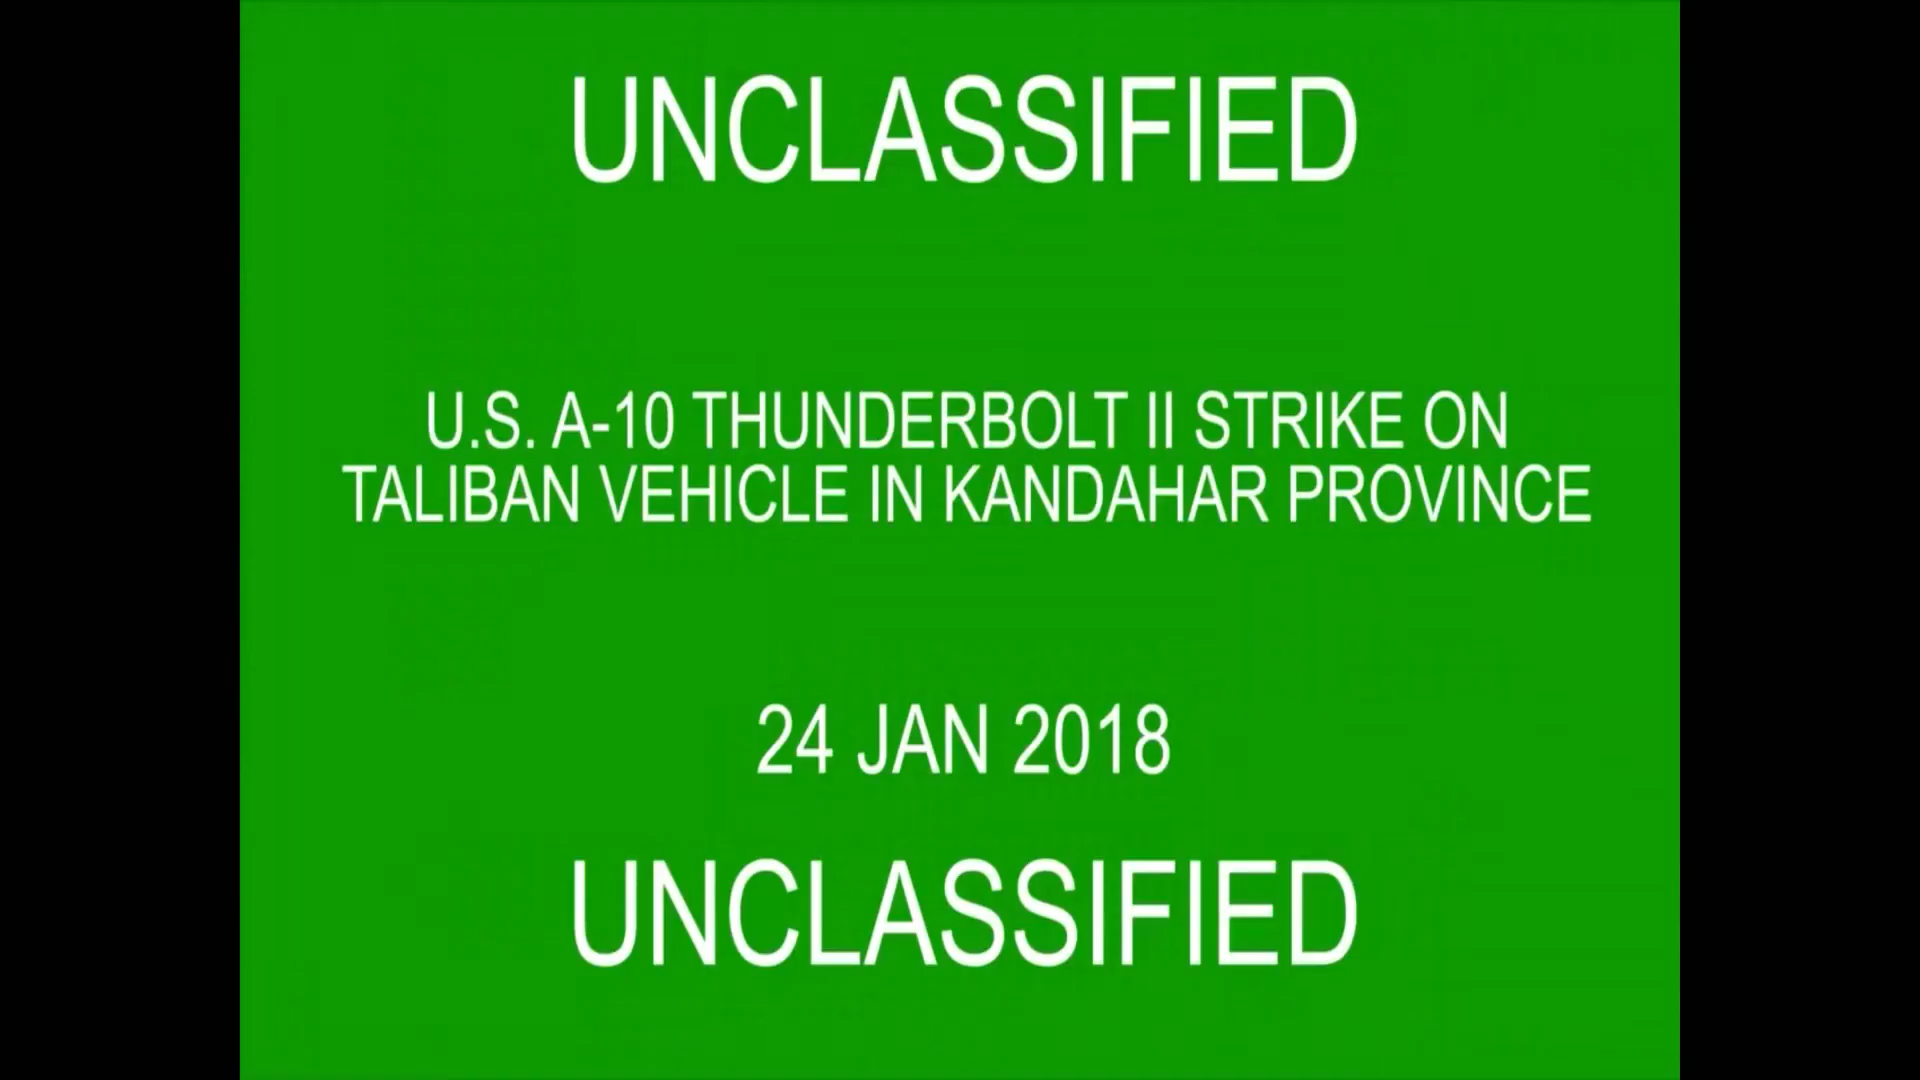 UNCLASSIFIED
U.S. A-10 THUNDERBOLT II STRIKE ON
TALIBAN VEHICLE IN KANDAHAR PROVINCE
24 JAN 2018
UNCLASSIFIED